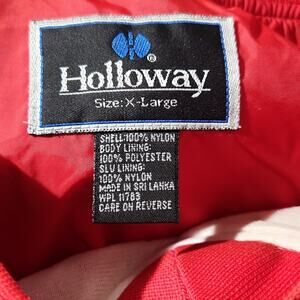 Holloway®
Size: X-Large
SHELL:100% NYLON
BODY LINING:
100% POLYESTER
SLV LINING:
100% NYLON
MADE IN SRI LANKA
WPL 11783
CARE ON REVERSE